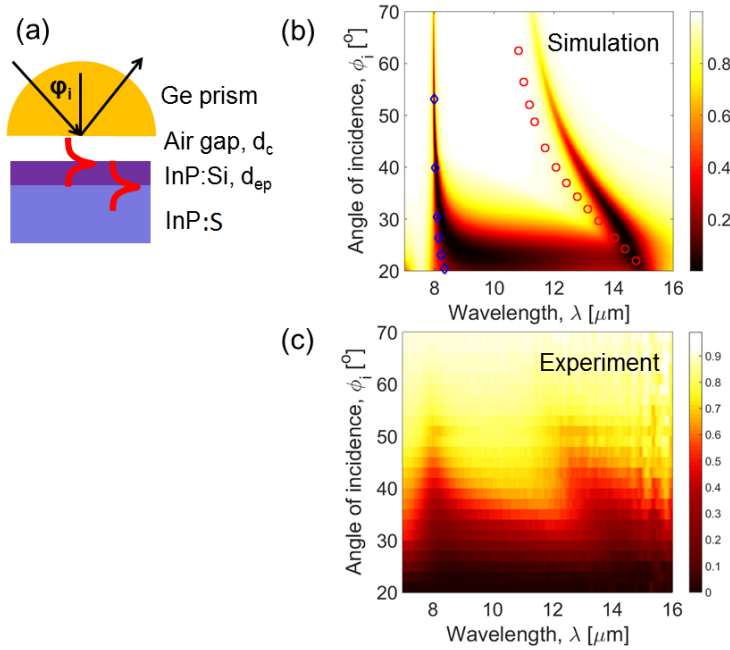 (a)
φi
Ge prism
Air gap, dc
InP:Si, dep
InP:S
(b)
Simulation
Angle of incidence, ϕi [o]
70
60
50
40
30
20
8
10
12
14
16
Wavelength, λ [μm]
0.8
0.6
0.4
0.2
(c)
Experiment
Angle of incidence, ϕi [o]
70
60
50
40
30
20
8
10
12
14
16
Wavelength, λ [μm]
0.9
0.8
0.7
0.6
0.5
0.4
0.3
0.2
0.1
0